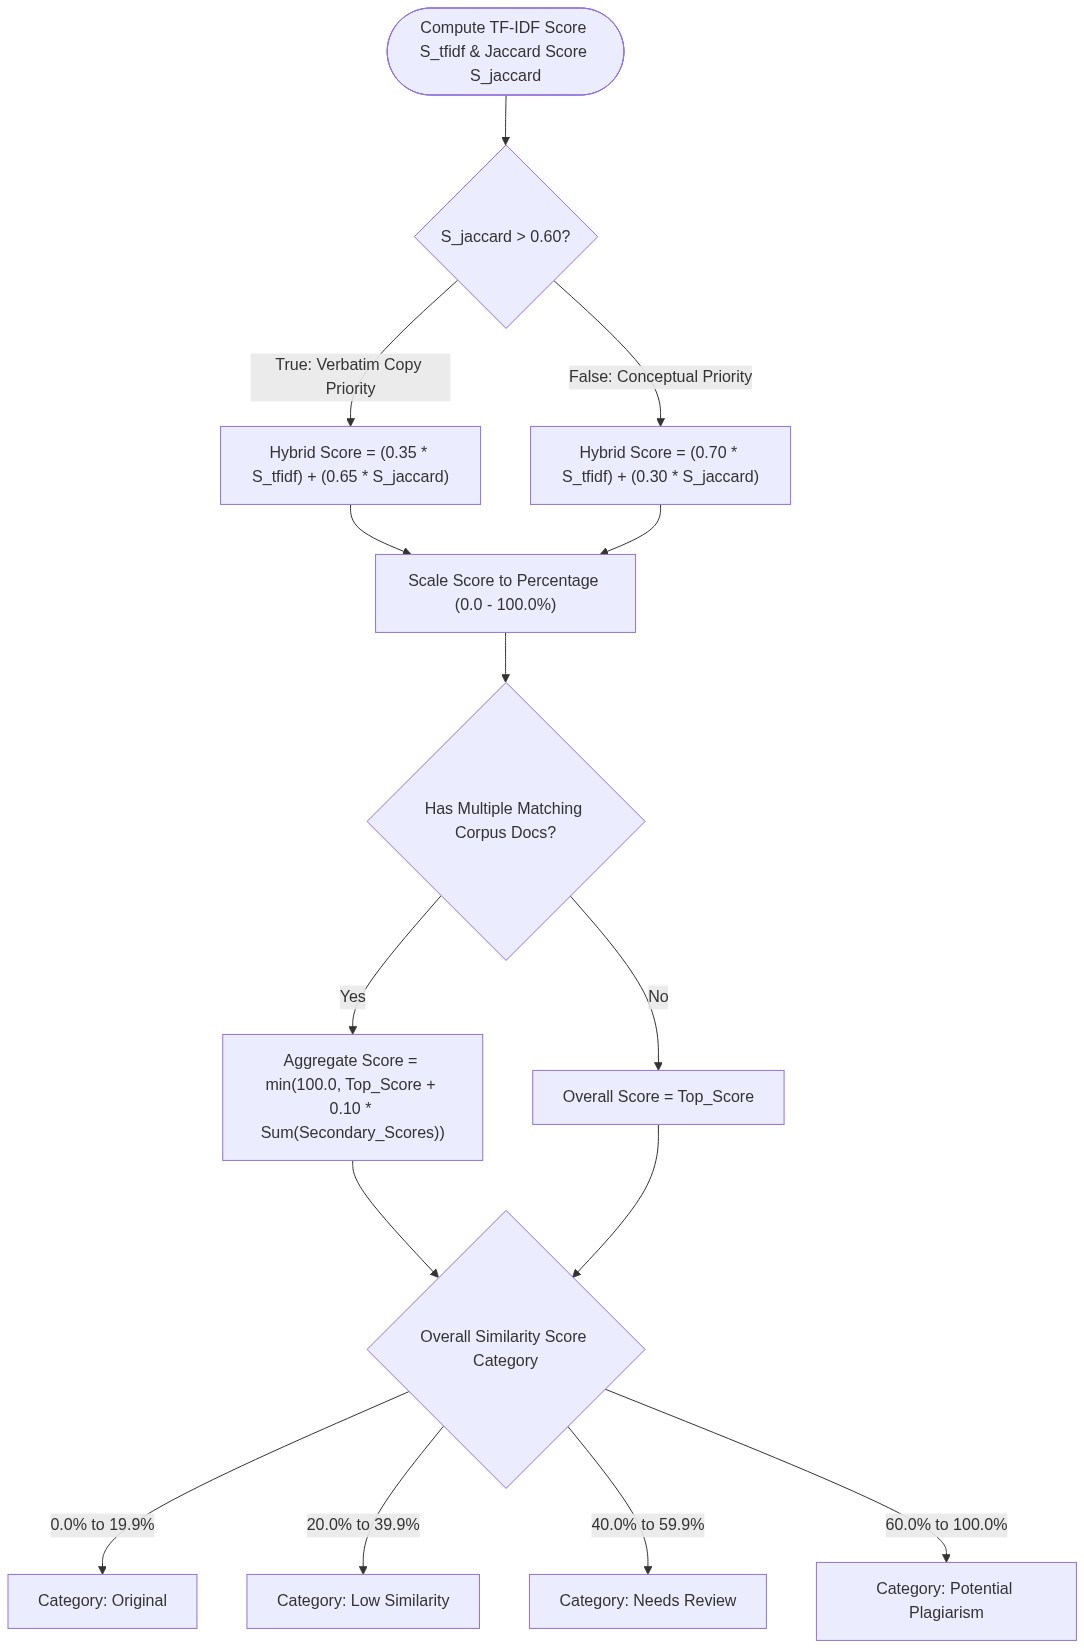 Compute TF-IDF Score
S_tfidf & Jaccard Score
S_jaccard
S_jaccard > 0.60?
True: Verbatim Copy
Priority
False: Conceptual Priority
Hybrid Score = (0.35 *
S_tfidf) + (0.65 * S_jaccard)
Hybrid Score = (0.70 *
S_tfidf) + (0.30 * S_jaccard)
Scale Score to Percentage
(0.0 - 100.0%)
Has Multiple Matching
Corpus Docs?
Yes
No
Aggregate Score =
min(100.0, Top_Score +
0.10 *
Sum(Secondary_Scores))
Overall Score = Top_Score
Overall Similarity Score
Category
0.0% to 19.9%
20.0% to 39.9%
40.0% to 59.9%
60.0% to 100.0%
Category: Original
Category: Low Similarity
Category: Needs Review
Category: Potential
Plagiarism